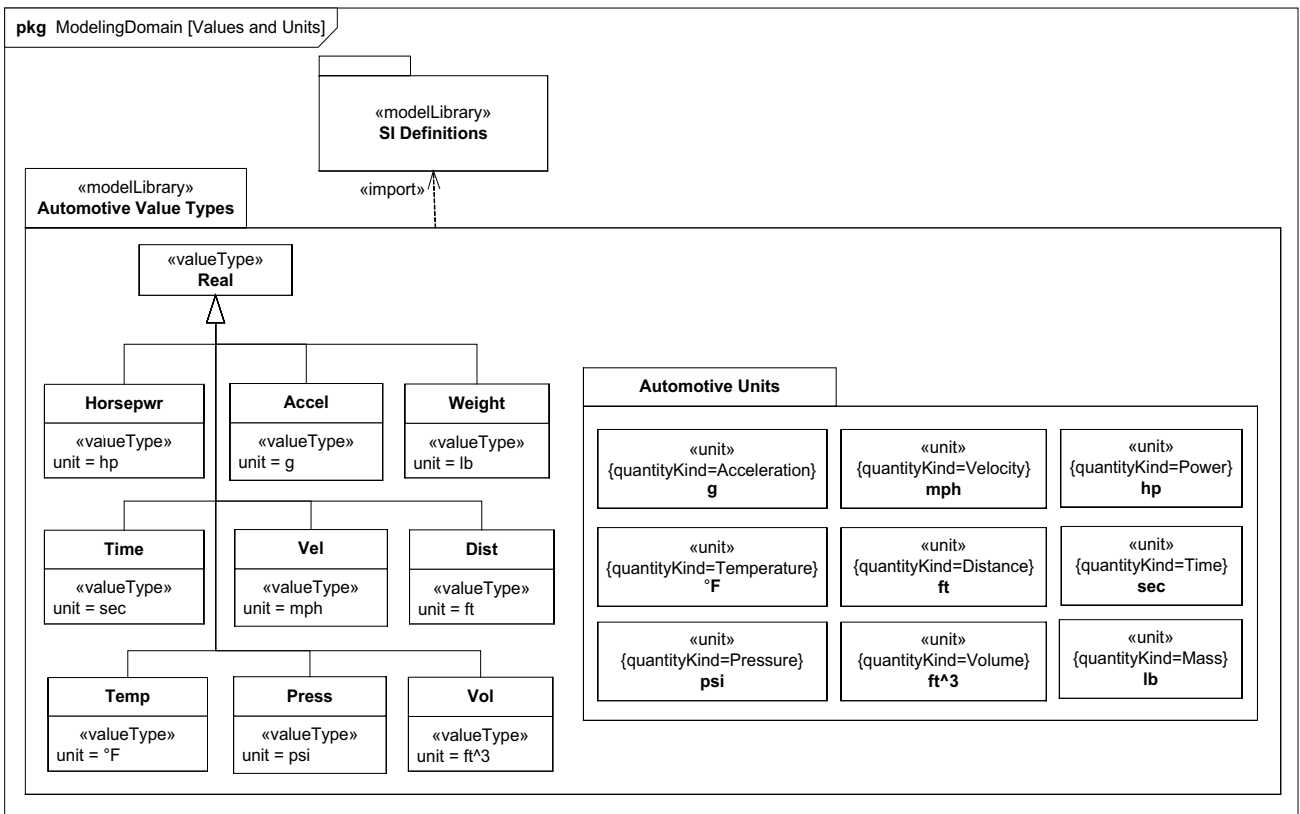 pkg ModelingDomain [Values and Units]
«modelLibrary»
SI Definitions
«import»
«modelLibrary»
Automotive Value Types
«valueType»
Real
Horsepwr
«vaıueType»
unit = hp
Accel
«valueType»
unit = g
Weight
«valueType»
unit = lb
Time
«valueType»
unit = sec
Vel
«valueType»
unit = mph
Dist
«valueType»
unit = ft
Temp
«valueType»
unit = °F
Press
«valueType»
unit = psi
Vol
«valueType»
unit = ft^3
Automotive Units
«unit»
{quantityKind=Acceleration}
g
«unit»
{quantityKind=Velocity}
mph
«unit»
{quantityKind=Power}
hp
«unit»
{quantityKind=Temperature}
°F
«unit»
{quantityKind=Distance}
ft
«unit»
{quantityKind=Time}
sec
«unit»
{quantityKind=Pressure}
psi
«unit»
{quantityKind=Volume}
ft^3
«unit»
{quantityKind=Mass}
lb